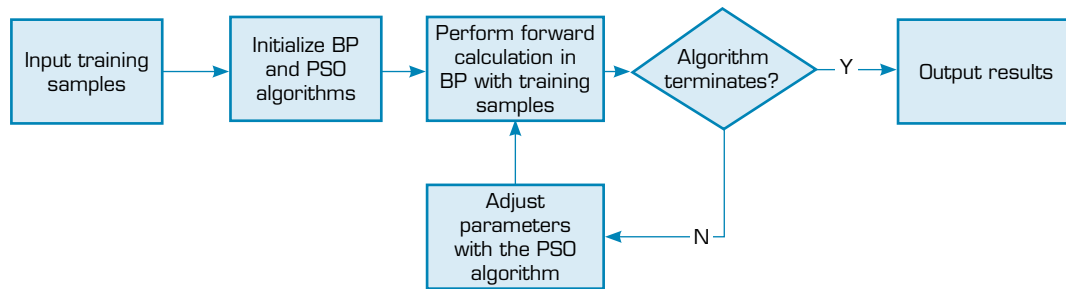 Input training
samples
Initialize BP
and PSO
algorithms
Perform forward
calculation in
BP with training
samples
Algorithm
terminates?
Y
Output results
N
Adjust
parameters
with the PSO
algorithm